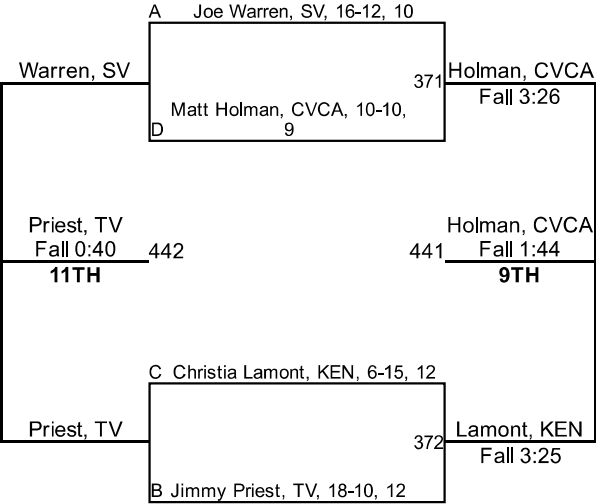 A Joe Warren, SV, 16-12, 10
Warren, SV
371
Holman, CVCA
Fall 3:26
Matt Holman, CVCA, 10-10,
D 9
Priest, TV
Fall 0:40
442
11TH
Holman, CVCA
441
Fall 1:44
9TH
C Christia Lamont, KEN, 6-15, 12
Priest, TV
372
Lamont, KEN
Fall 3:25
B Jimmy Priest, TV, 18-10, 12